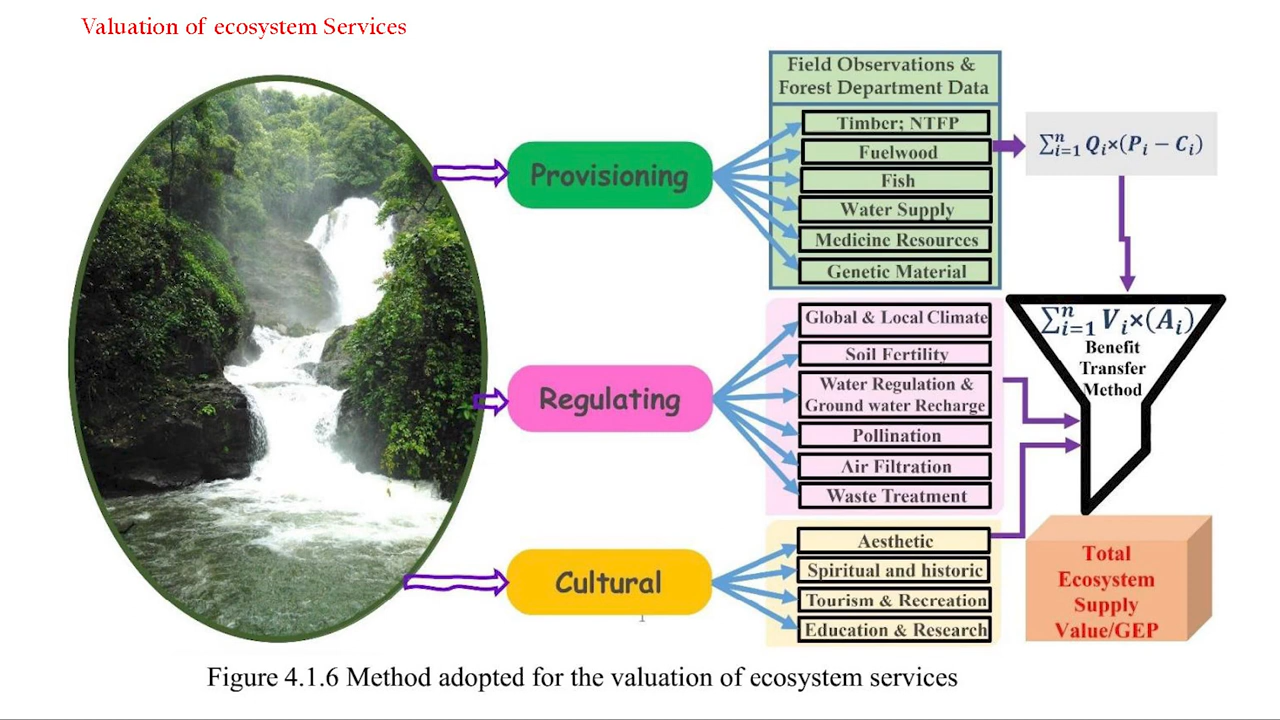 Valuation of ecosystem Services
Field Observations &
Forest Department Data
Timber; NTFP
Fuelwood
Fish
Water Supply
Medicine Resources
Genetic Material
Provisioning
∑ⁿᵢ₌₁ Qᵢ×(Pᵢ − Cᵢ)
Global & Local Climate
Soil Fertility
Water Regulation &
Ground water Recharge
Pollination
Air Filtration
Waste Treatment
Regulating
∑ⁿᵢ₌₁ Vᵢ×(Aᵢ)
Benefit
Transfer
Method
Aesthetic
Spiritual and historic
Tourism & Recreation
Education & Research
Cultural
Total
Ecosystem
Supply
Value/GEP
Figure 4.1.6 Method adopted for the valuation of ecosystem services